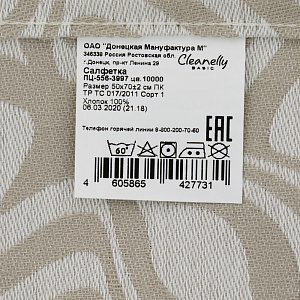 ОАО "Донецкая Мануфактура М"
346338 Россия Ростовская обл.
г.Донецк, пр-кт Ленина 29
Cleanelly
BASIC
Салфетка
ПЦ-556-3997 цв.10000
Размер 50х70±2 см ПК
ТР ТС 017/2011 Сорт 1
Хлопок 100%
06.03.2020 (21.18)
Телефон горячей линии 8-800-200-70-60
EAC
60°
4 605865 427731